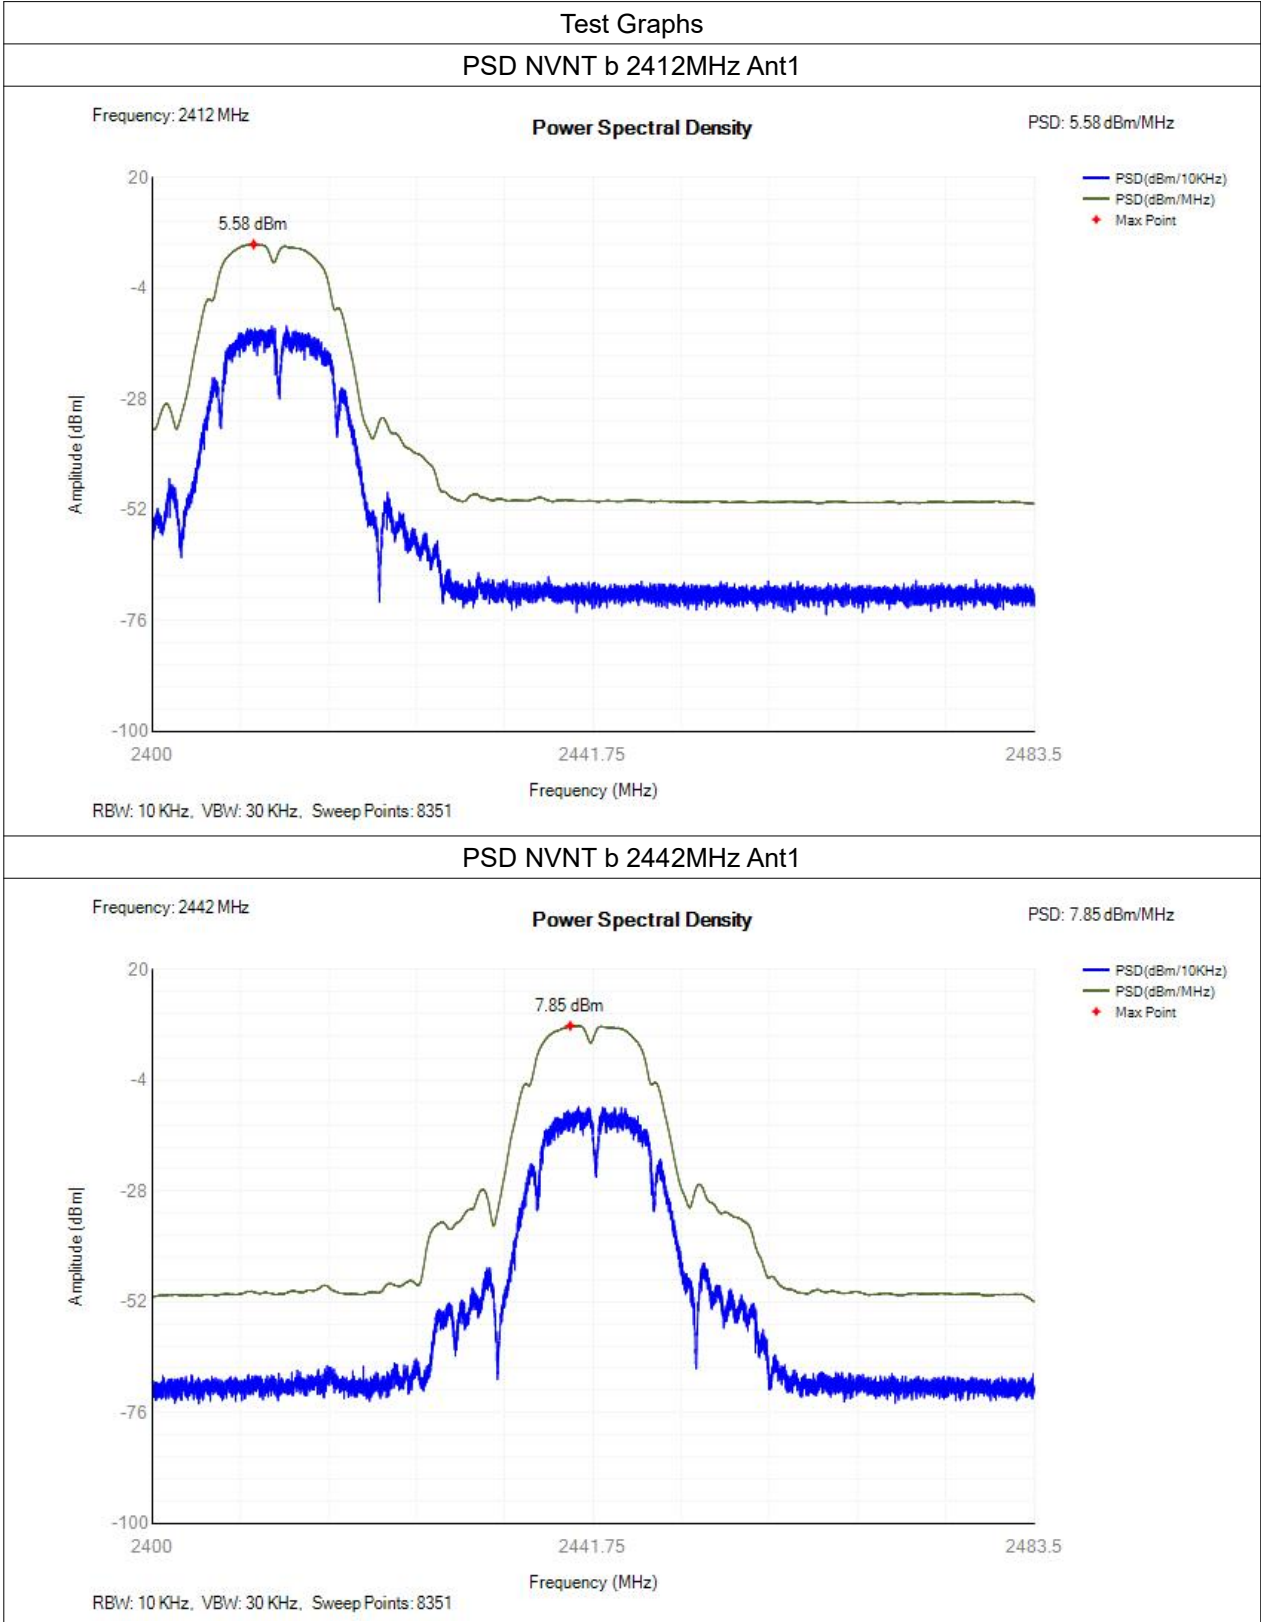 Test Graphs
PSD NVNT b 2412MHz Ant1
Frequency: 2412 MHz
Power Spectral Density
PSD: 5.58 dBm/MHz
PSD(dBm/10KHz)
PSD(dBm/MHz)
Max Point
5.58 dBm
20
-4
-28
-52
-76
-100
Amplitude (dBm|
2400
2441.75
2483.5
Frequency (MHz)
RBW: 10 KHz, VBW: 30 KHz, Sweep Points: 8351
PSD NVNT b 2442MHz Ant1
Frequency: 2442 MHz
Power Spectral Density
PSD: 7.85 dBm/MHz
PSD(dBm/10KHz)
PSD(dBm/MHz)
Max Point
7.85 dBm
20
-4
-28
-52
-76
-100
Amplitude (dBm|
2400
2441.75
2483.5
Frequency (MHz)
RBW: 10 KHz, VBW: 30 KHz, Sweep Points: 8351